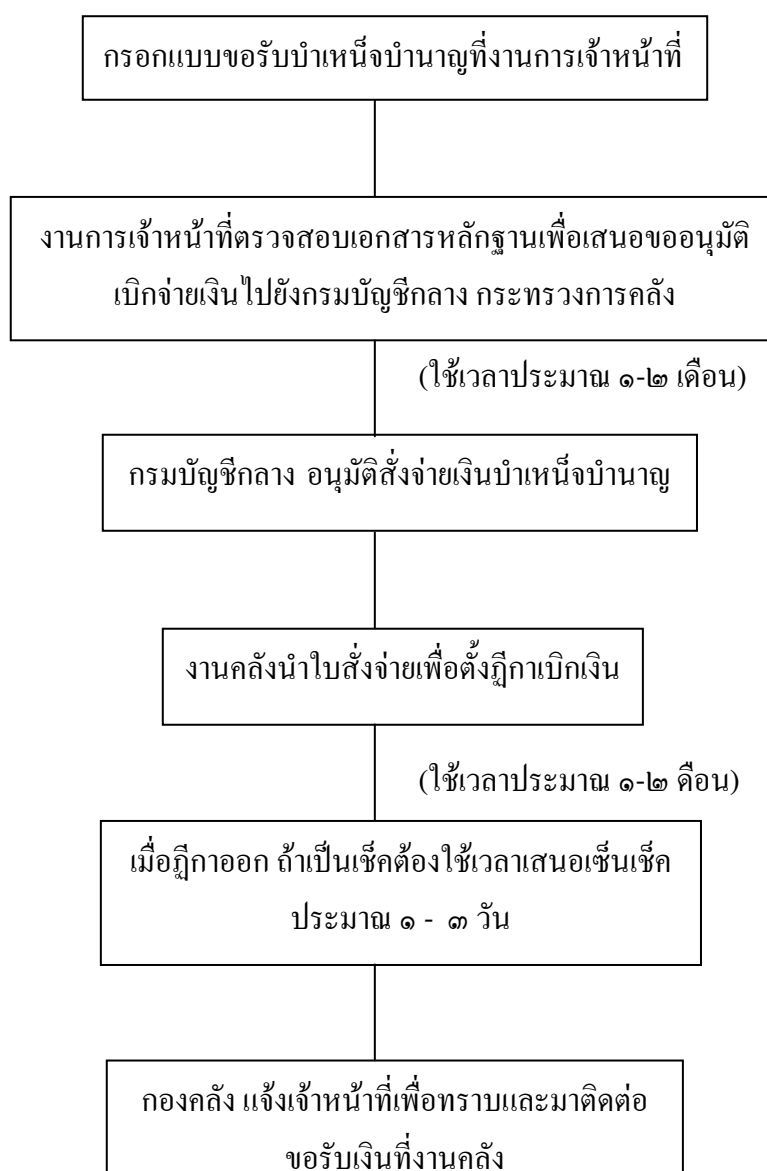 กรอกแบบขอรับบำเหน็จบำนาญที่งานการเจ้าหน้าที่
งานการเจ้าหน้าที่ตรวจสอบเอกสารหลักฐานเพื่อเสนอขออนุมัติ
เบิกจ่ายเงินไปยังกรมบัญชีกลาง กระทรวงการคลัง
(ใช้เวลาประมาณ ๑-๒ เดือน)
กรมบัญชีกลาง อนุมัติสั่งจ่ายเงินบำเหน็จบำนาญ
งานคลังนำใบสั่งจ่ายเพื่อตั้งฎีกาเบิกเงิน
(ใช้เวลาประมาณ ๑-๒ ดือน)
เมื่อฎีกาออก ถ้าเป็นเช็คต้องใช้เวลาเสนอเซ็นเช็ค
ประมาณ ๑ - ๓ วัน
กองคลัง แจ้งเจ้าหน้าที่เพื่อทราบและมาติดต่อ
ขอรับเงินที่งานคลัง